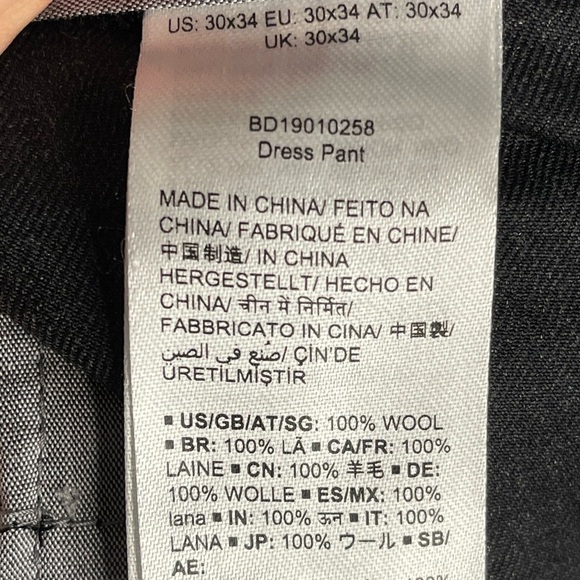 US: 30x34 EU: 30x34 AT: 30x34
UK: 30x34
BD19010258
Dress Pant
MADE IN CHINA/ FEITO NA
CHINA/ FABRIQUÉ EN CHINE/
中国制造/ IN CHINA
HERGESTELLT/ HECHO EN
CHINA/ चीन में निर्मित/
FABBRICATO IN CINA/ 中国製/
صُنع في الصين/ ÇİN'DE
ÜRETİLMİŞTİR
▪ US/GB/AT/SG: 100% WOOL
▪ BR: 100% LÃ ▪ CA/FR: 100%
LAINE ▪ CN: 100% 羊毛 ▪ DE:
100% WOLLE ▪ ES/MX: 100%
lana ▪ IN: 100% ऊन ▪ IT: 100%
LANA ▪ JP: 100% ウール ▪ SB/
AE: